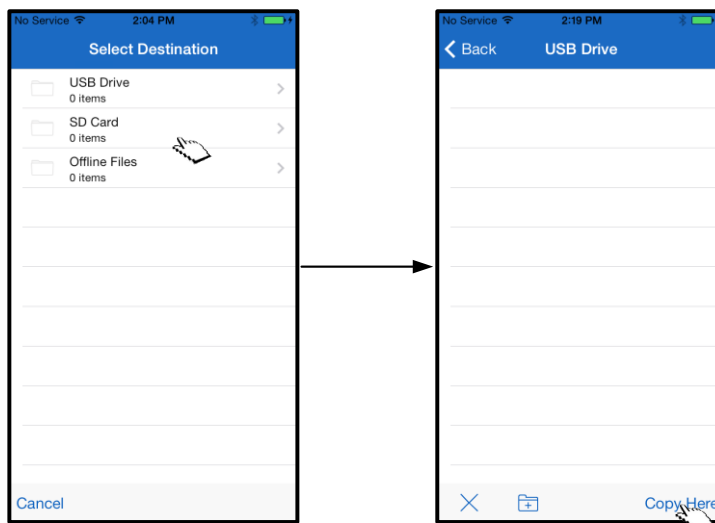 No Service 2:04 PM
Select Destination
USB Drive
0 items
SD Card
0 items
Offline Files
0 items
Cancel
No Service 2:19 PM
Back USB Drive
Copy Here